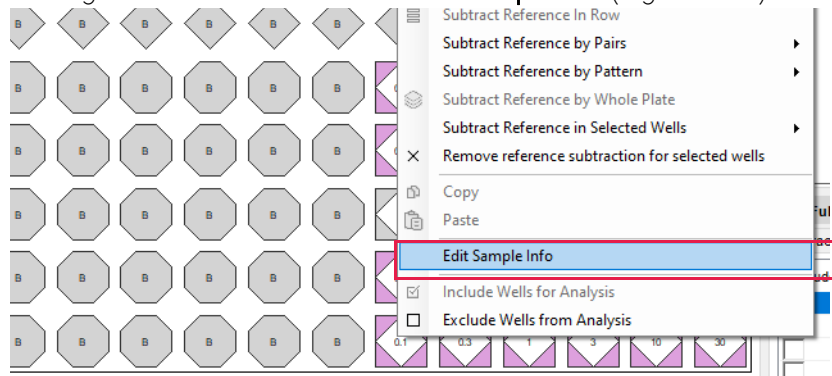 B B B B B B
Subtract Reference In Row
Subtract Reference by Pairs
Subtract Reference by Pattern
B B B B B B
Subtract Reference by Whole Plate
Subtract Reference in Selected Wells
B B B B B B
Remove reference subtraction for selected wells
Copy
B B B B B B
Paste
Edit Sample Info
B B B B B B
Include Wells for Analysis
Exclude Wells from Analysis
B B B B B B 0.1 0.3 1 3 10 30